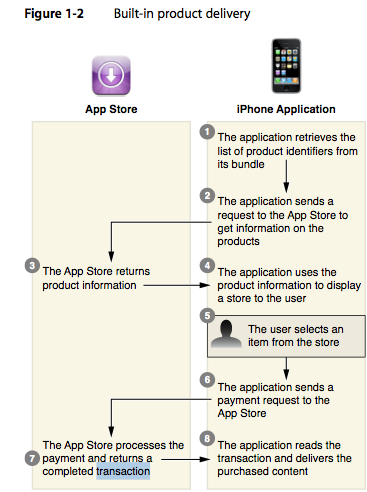 Figure 1-2 Built-in product delivery
App Store
iPhone Application
1 The application retrieves the
list of product identifiers from
its bundle
2 The application sends a
request to the App Store to
get information on the
products
3 The App Store returns
product information
4 The application uses the
product information to display
a store to the user
5 The user selects an
item from the store
6 The application sends a
payment request to the
App Store
7 The App Store processes the
payment and returns a
completed transaction
8 The application reads the
transaction and delivers the
purchased content